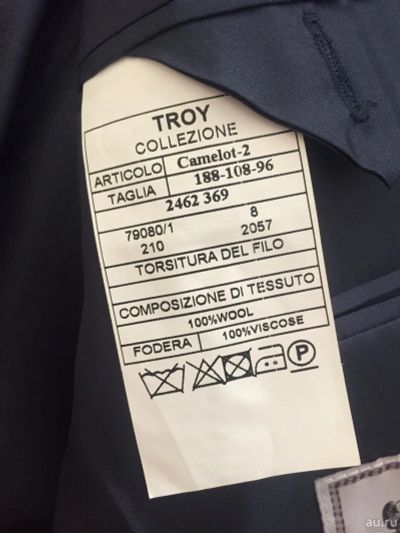 TROY
COLLEZIONE
ARTICOLO Camelot-2
TAGLIA 188-108-96
2462 369
79080/1 8
210 2057
TORSITURA DEL FILO
COMPOSIZIONE DI TESSUTO
100%WOOL
FODERA 100%VISCOSE
P
au.ru